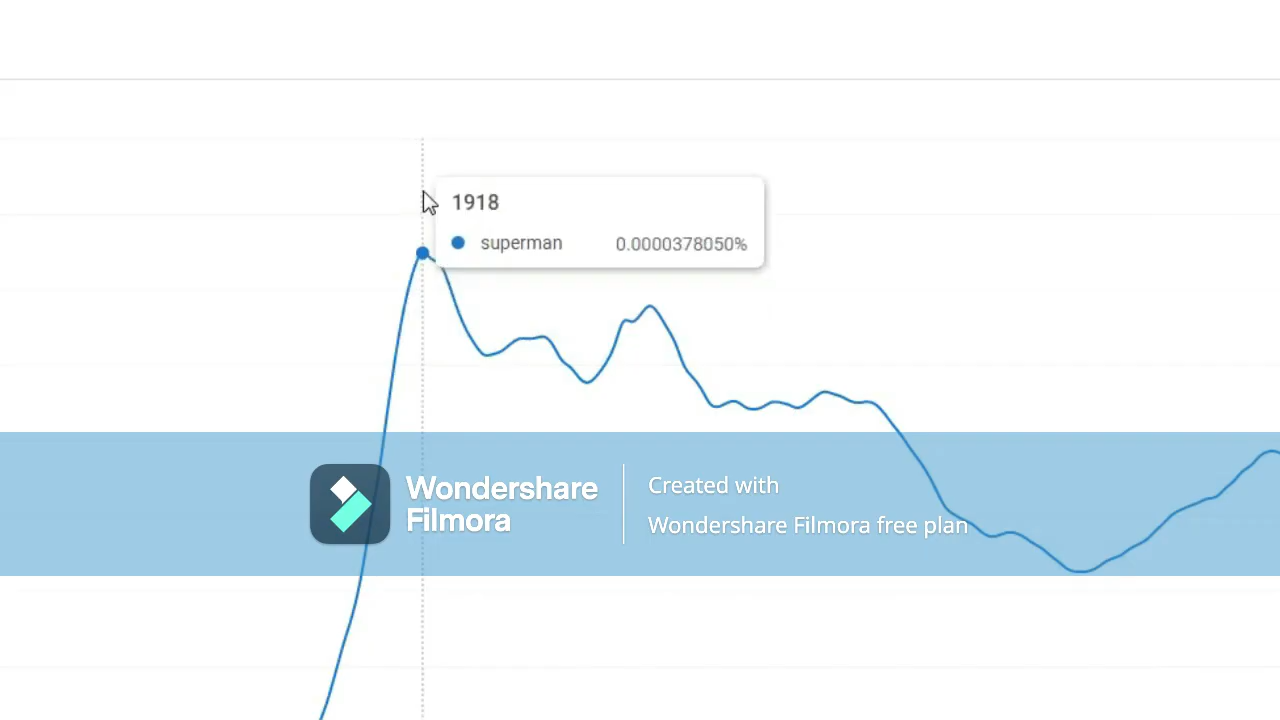 1918
superman 0.0000378050%
Wondershare
Filmora
Created with
Wondershare Filmora free plan